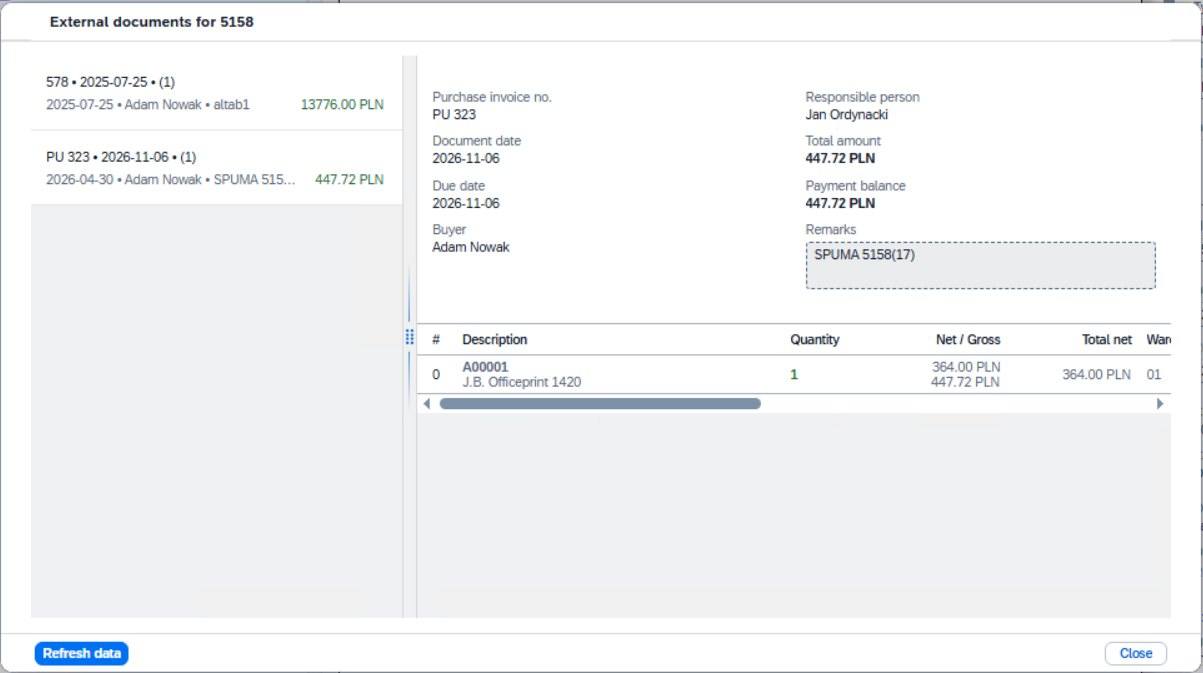 External documents for 5158
578 • 2025-07-25 • (1)
2025-07-25 • Adam Nowak • altab1 13776.00 PLN
PU 323 • 2026-11-06 • (1)
2026-04-30 • Adam Nowak • SPUMA 515... 447.72 PLN
Purchase invoice no.
PU 323
Document date
2026-11-06
Due date
2026-11-06
Buyer
Adam Nowak
Responsible person
Jan Ordynacki
Total amount
447.72 PLN
Payment balance
447.72 PLN
Remarks
SPUMA 5158(17)
# Description Quantity Net / Gross Total net
0 A00001 1 364.00 PLN 364.00 PLN 01
J.B. Officeprint 1420 447.72 PLN
Refresh data Close